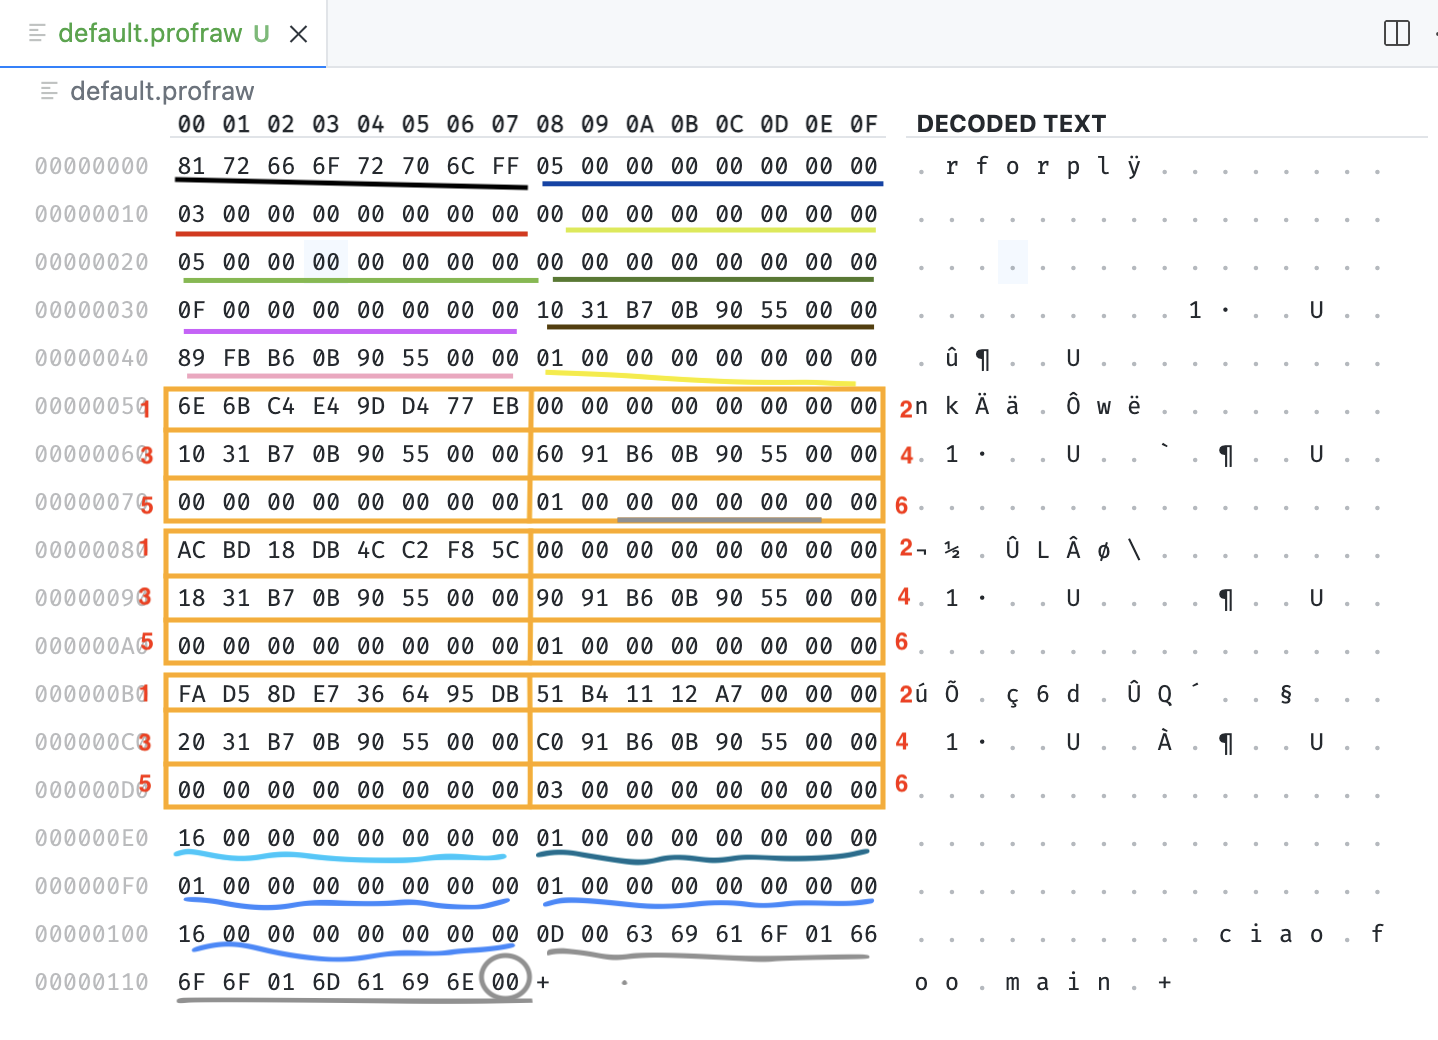 default.profraw U
default.profraw
00 01 02 03 04 05 06 07 08 09 0A 0B 0C 0D 0E 0F DECODED TEXT
00000000 81 72 66 6F 72 70 6C FF 05 00 00 00 00 00 00 00 . r f o r p l ÿ . . . . . . . .
00000010 03 00 00 00 00 00 00 00 00 00 00 00 00 00 00 00 . . . . . . . . . . . . . . . .
00000020 05 00 00 00 00 00 00 00 00 00 00 00 00 00 00 00 . . . . . . . . . . . . . . . .
00000030 0F 00 00 00 00 00 00 00 10 31 B7 0B 90 55 00 00 . . . . . . . . . 1 · . . U . .
00000040 89 FB B6 0B 90 55 00 00 01 00 00 00 00 00 00 00 . û ¶ . . U . . . . . . . . . .
00000050 1 6E 6B C4 E4 9D D4 77 EB 00 00 00 00 00 00 00 00 2 n k Ä ä . Ô w ë . . . . . . . .
00000060 3 10 31 B7 0B 90 55 00 00 60 91 B6 0B 90 55 00 00 4 . 1 · . . U . . ` . ¶ . . U . .
00000070 5 00 00 00 00 00 00 00 00 01 00 00 00 00 00 00 00 6 . . . . . . . . . . . . . . . .
00000080 1 AC BD 18 DB 4C C2 F8 5C 00 00 00 00 00 00 00 00 2 ¬ ½ . Û L Â ø \ . . . . . . . .
00000090 3 18 31 B7 0B 90 55 00 00 90 91 B6 0B 90 55 00 00 4 . 1 · . . U . . . . ¶ . . U . .
000000A0 5 00 00 00 00 00 00 00 00 01 00 00 00 00 00 00 00 6 . . . . . . . . . . . . . . . .
000000B0 1 FA D5 8D E7 36 64 95 DB 51 B4 11 12 A7 00 00 00 2 ú Õ . ç 6 d . Û Q ´ . . § . . .
000000C0 3 20 31 B7 0B 90 55 00 00 C0 91 B6 0B 90 55 00 00 4 1 · . . U . . À . ¶ . . U . .
000000D0 5 00 00 00 00 00 00 00 00 03 00 00 00 00 00 00 00 6 . . . . . . . . . . . . . . . .
000000E0 16 00 00 00 00 00 00 00 01 00 00 00 00 00 00 00 . . . . . . . . . . . . . . . .
000000F0 01 00 00 00 00 00 00 00 01 00 00 00 00 00 00 00 . . . . . . . . . . . . . . . .
00000100 16 00 00 00 00 00 00 00 0D 00 63 69 61 6F 01 66 . . . . . . . . . . c i a o . f
00000110 6F 6F 01 6D 61 69 6E 00 + o o . m a i n . +